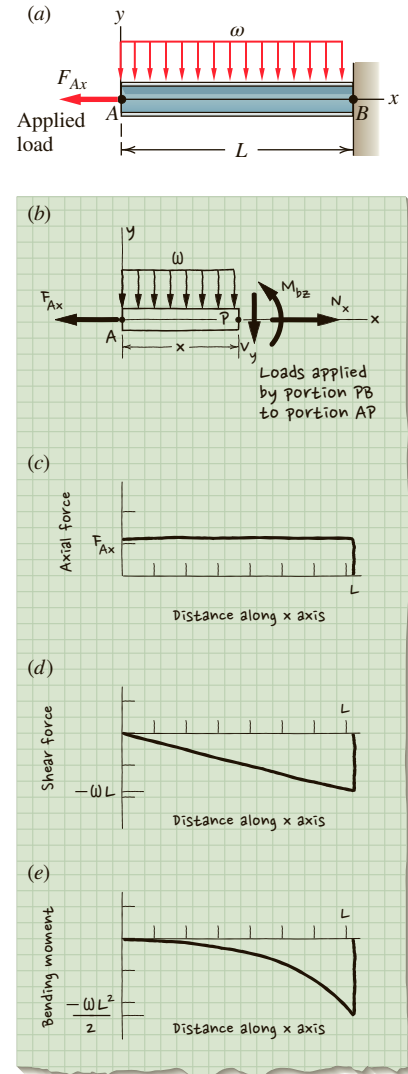 (a)
y
ω
F_Ax
A
B
x
Applied
load
L
(b)
y
ω
M_bz
F_Ax
N_x
A
P
x
x
V_y
Loads applied
by portion PB
to portion AP
(c)
Axial force
F_Ax
L
Distance along x axis
(d)
L
Shear force
−ωL
Distance along x axis
(e)
L
Bending moment
−ωL²
2
Distance along x axis